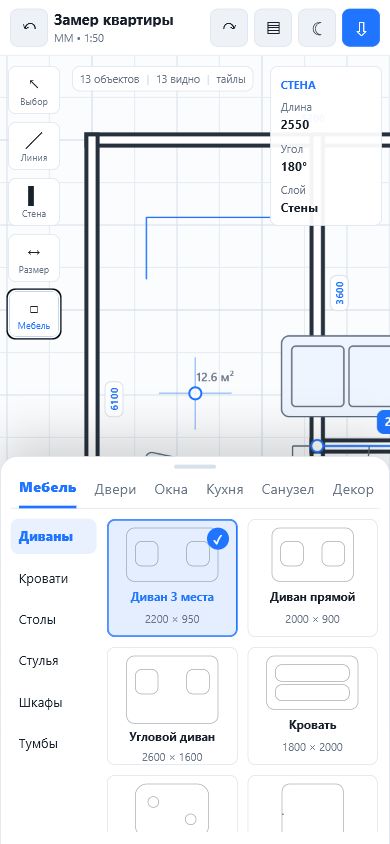 Замер квартиры
ММ • 1:50
13 объектов | 13 видно | тайлы
Выбор
Линия
Стена
Размер
Мебель
СТЕНА
Длина
2550
Угол
180°
Слой
Стены
3600
12.6 м²
6100
2
Мебель Двери Окна Кухня Санузел Декор
Диваны
Кровати
Столы
Стулья
Шкафы
Тумбы
Диван 3 места
2200 × 950
Диван прямой
2000 × 900
Угловой диван
2600 × 1600
Кровать
1800 × 2000